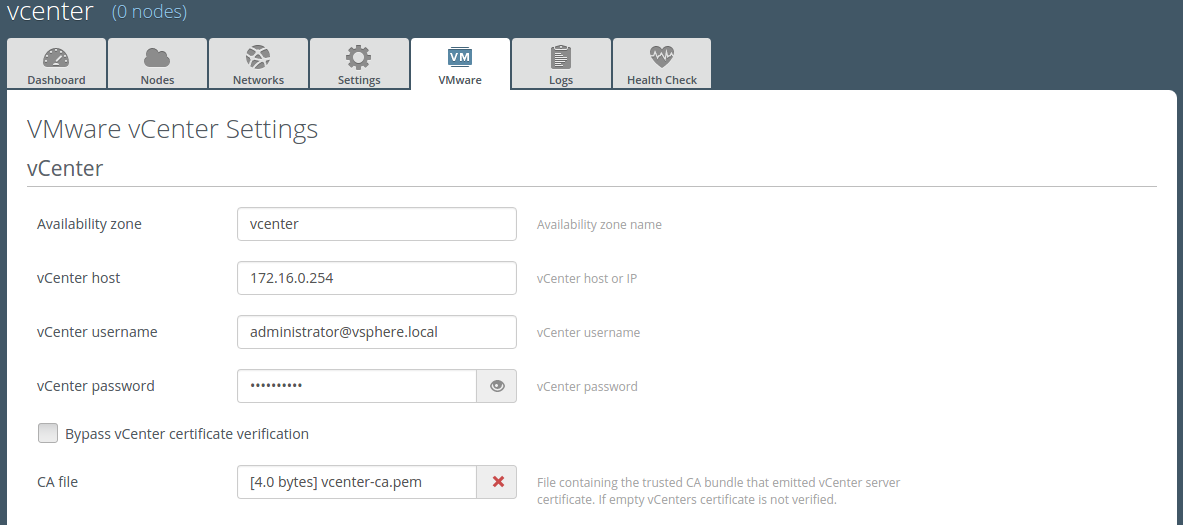 vcenter (0 nodes)
Dashboard Nodes Networks Settings VM VMware Logs Health Check
VMware vCenter Settings
vCenter
Availability zone vcenter Availability zone name
vCenter host 172.16.0.254 vCenter host or IP
vCenter username administrator@vsphere.local vCenter username
vCenter password •••••••••• vCenter password
Bypass vCenter certificate verification
CA file [4.0 bytes] vcenter-ca.pem File containing the trusted CA bundle that emitted vCenter server
certificate. If empty vCenters certificate is not verified.